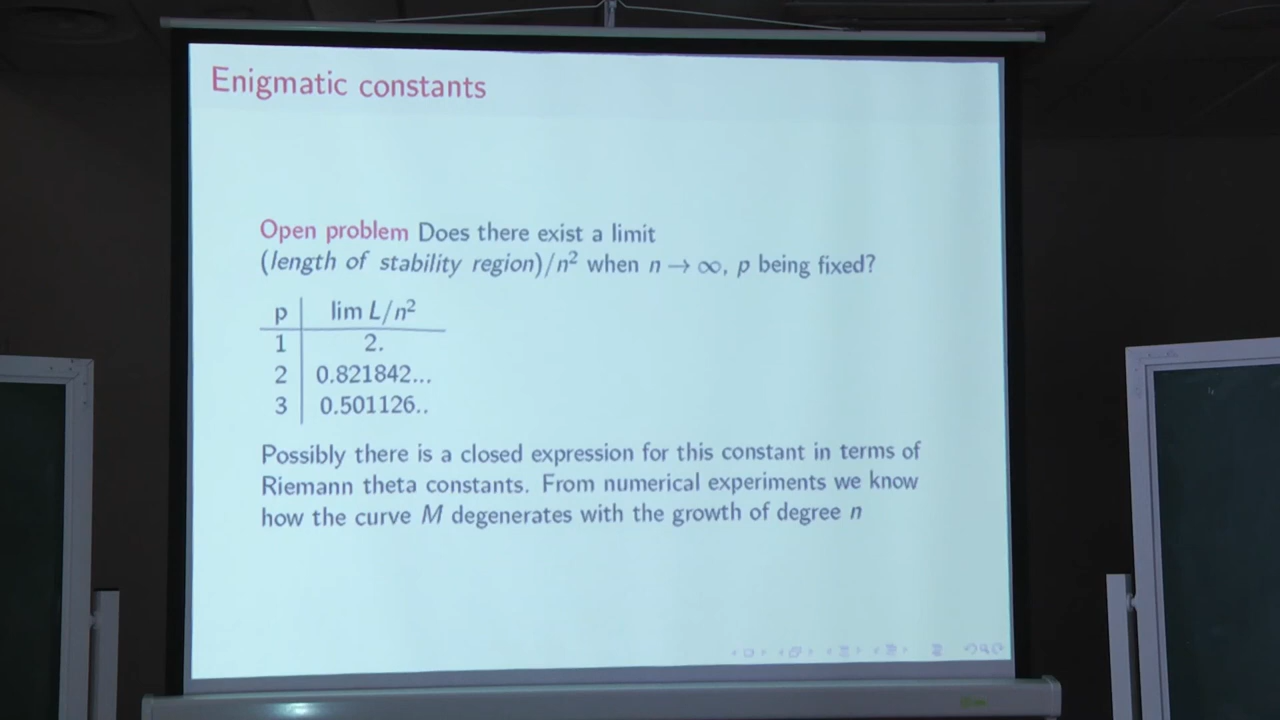 Enigmatic constants
Open problem Does there exist a limit
(length of stability region)/n² when n → ∞, p being fixed?
p lim L/n²
1 2.
2 0.821842...
3 0.501126..
Possibly there is a closed expression for this constant in terms of
Riemann theta constants. From numerical experiments we know
how the curve M degenerates with the growth of degree n